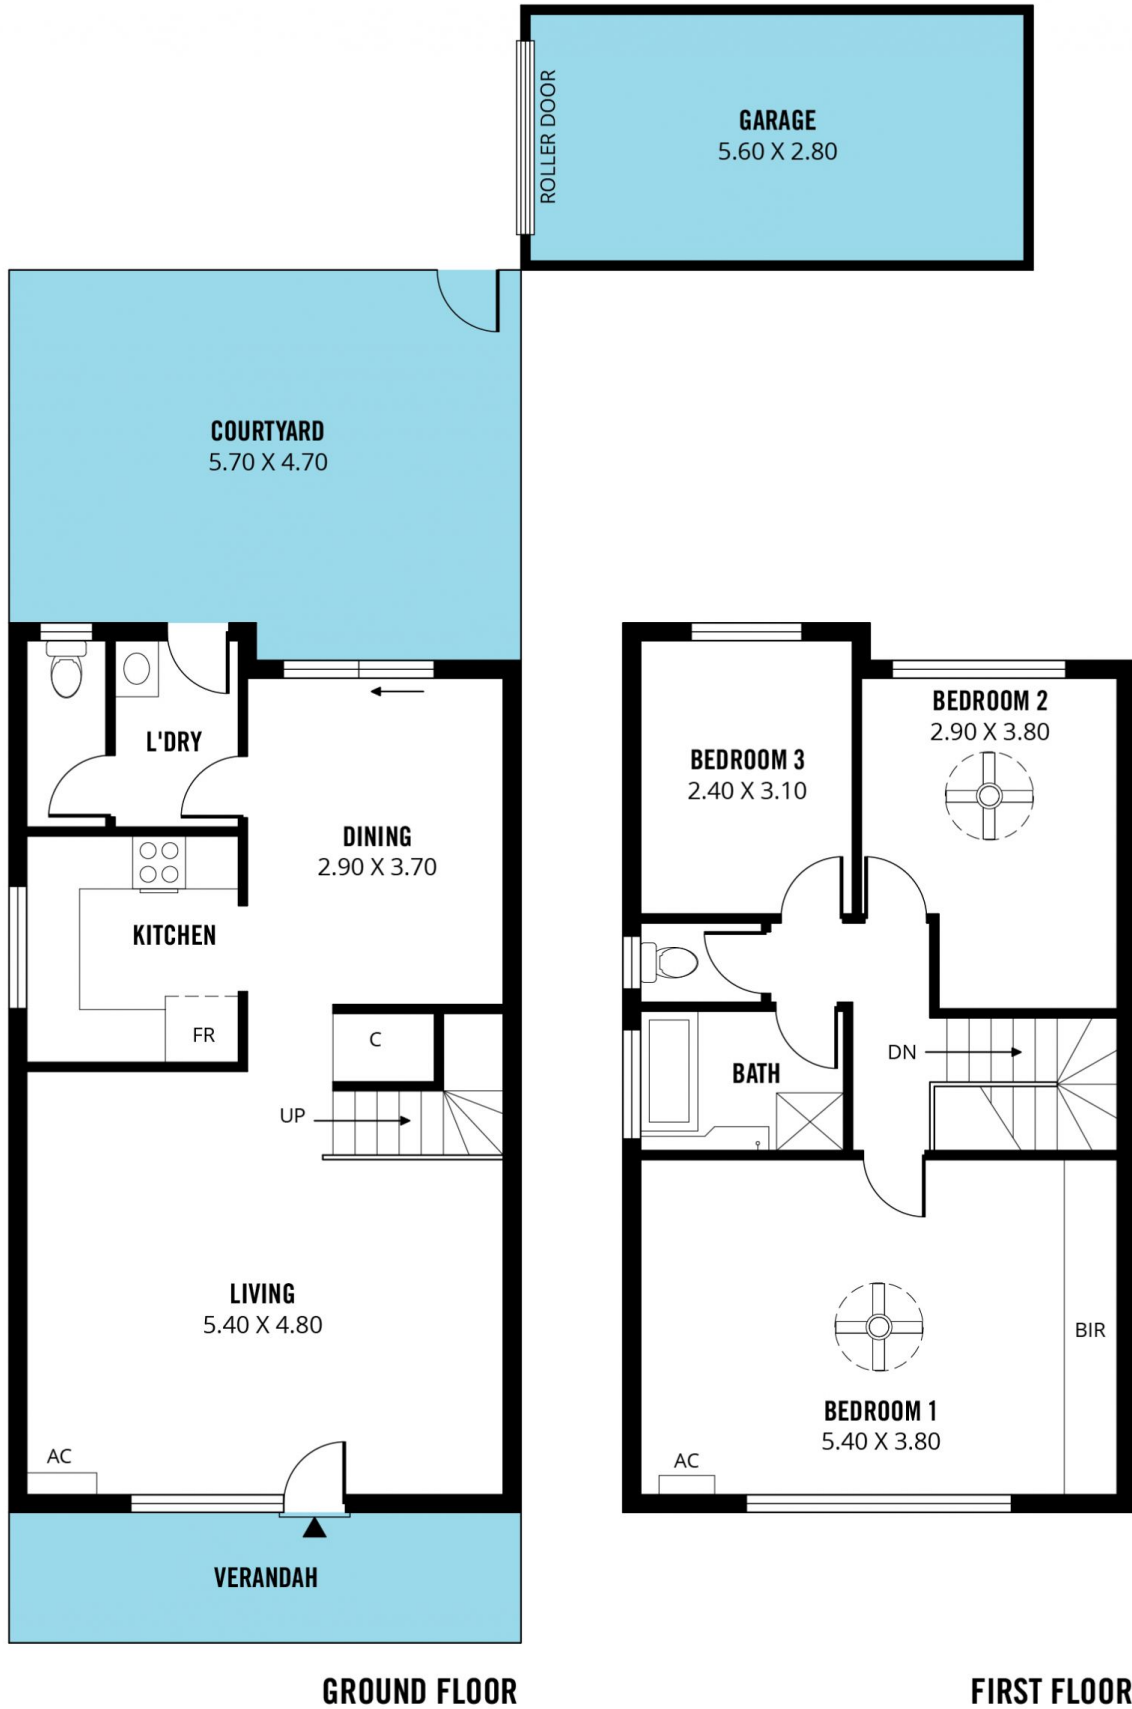 GARAGE
5.60 X 2.80
ROLLER DOOR
COURTYARD
5.70 X 4.70
L'DRY
DINING
2.90 X 3.70
KITCHEN
FR
C
UP
LIVING
5.40 X 4.80
AC
VERANDAH
GROUND FLOOR
BEDROOM 2
2.90 X 3.80
BEDROOM 3
2.40 X 3.10
DN
BATH
BIR
BEDROOM 1
5.40 X 3.80
AC
FIRST FLOOR